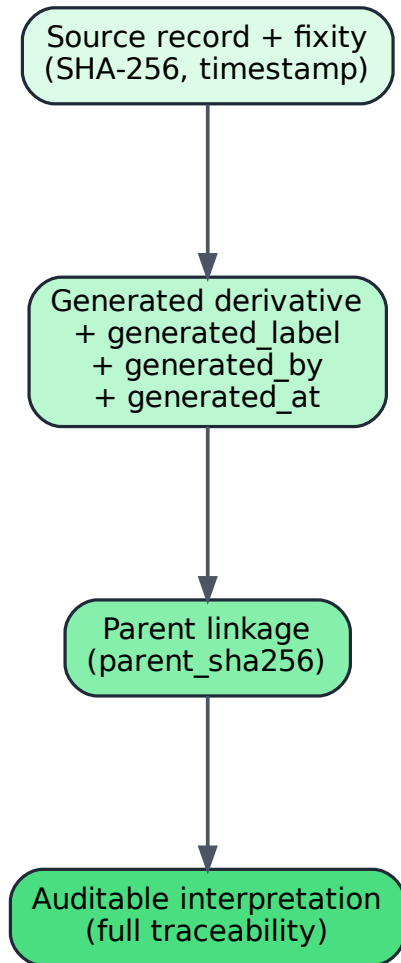 Source record + fixity
(SHA-256, timestamp)
Generated derivative
+ generated_label
+ generated_by
+ generated_at
Parent linkage
(parent_sha256)
Auditable interpretation
(full traceability)